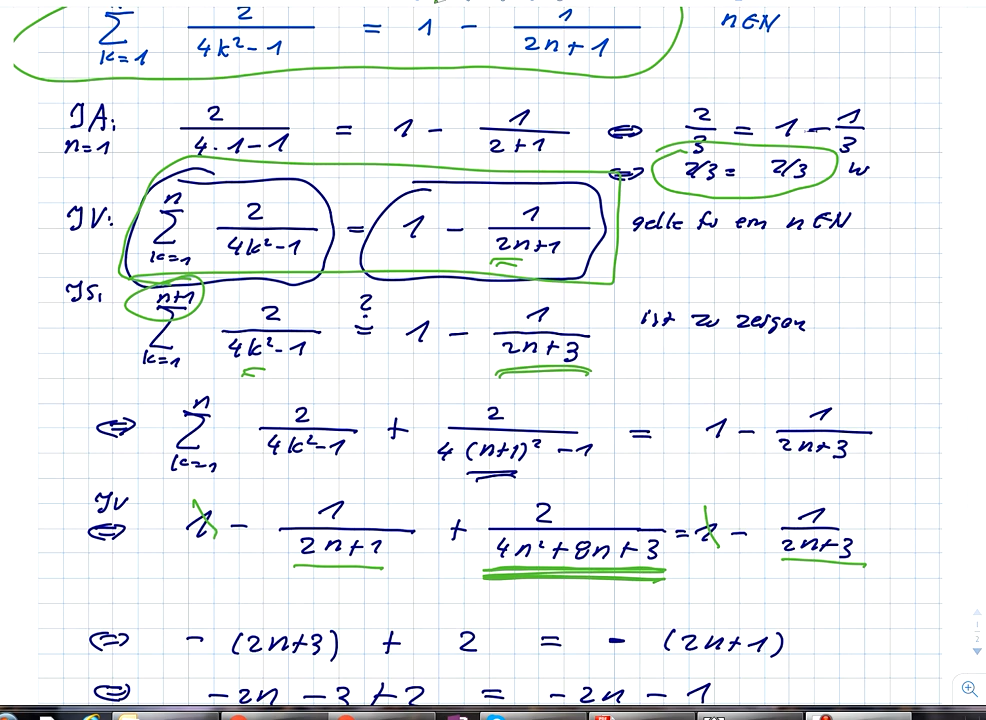 ∑ k=1 2/(4k²-1) = 1 - 1/(2n+1) n∈N
IA: 2/(4·1-1) = 1 - 1/(2+1) ⇔ 2/3 = 1 - 1/3
n=1 ⇔ 2/3 = 2/3 w
IV: ∑ k=1 n 2/(4k²-1) = 1 - 1/(2n+1) gelte für ein n∈N
IS: ∑ k=1 n+1 2/(4k²-1) ≟ 1 - 1/(2n+3) ist zu zeigen
⇔ ∑ k=1 n 2/(4k²-1) + 2/(4(n+1)²-1) = 1 - 1/(2n+3)
IV ⇔ 1 - 1/(2n+1) + 2/(4n²+8n+3) = 1 - 1/(2n+3)
⇔ -(2n+3) + 2 = -(2n+1)
⇔ -2n - 3 + 2 = -2n - 1